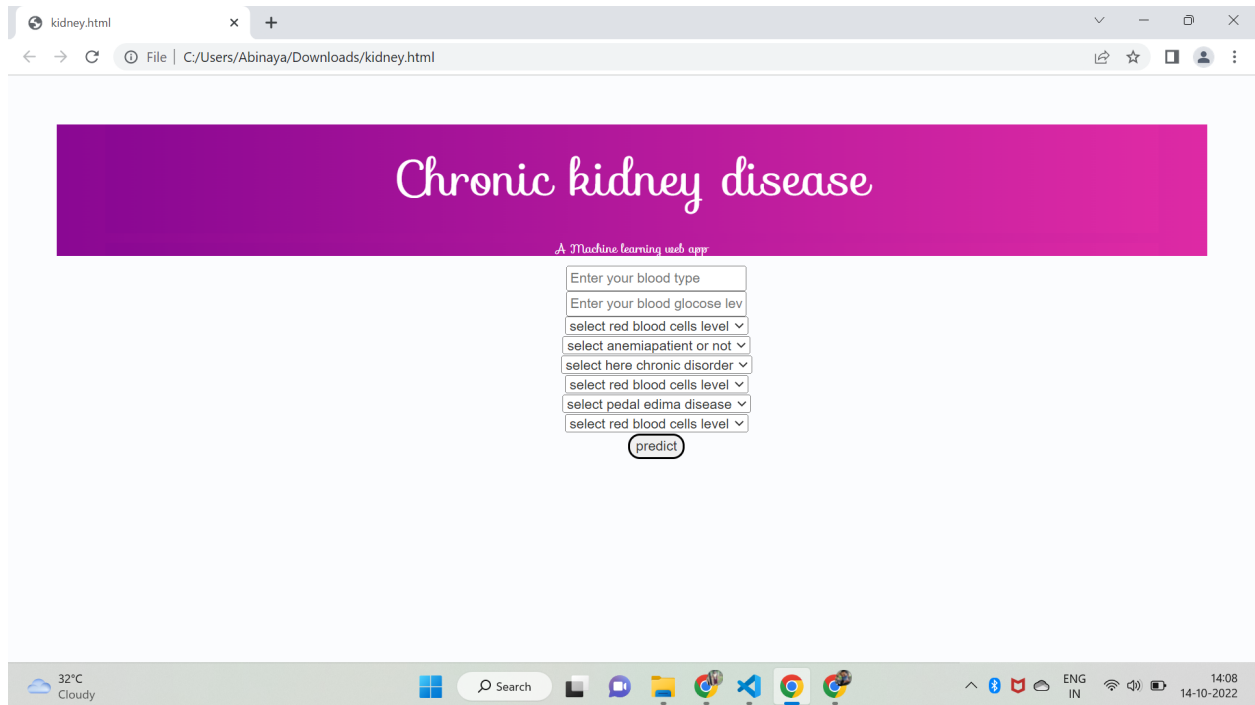 kidney.html
File C:/Users/Abinaya/Downloads/kidney.html
Chronic kidney disease
A Machine learning web app
Enter your blood type
Enter your blood glocose lev
select red blood cells level
select anemiapatient or not
select here chronic disorder
select red blood cells level
select pedal edima disease
select red blood cells level
predict
32°C
Cloudy
Search
ENG
IN
14:08
14-10-2022